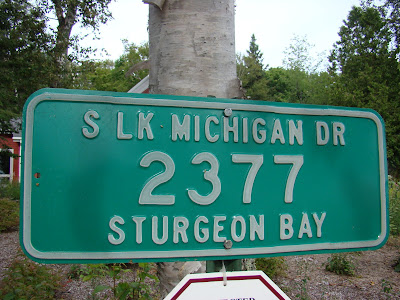 S LK MICHIGAN DR
2377
STURGEON BAY